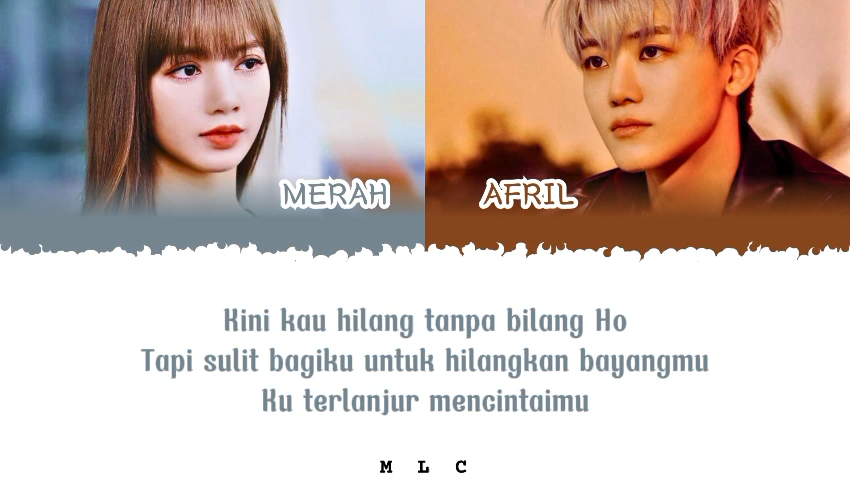 MERAH
AFRIL
Kini kau hilang tanpa bilang Ho
Tapi sulit bagiku untuk hilangkan bayangmu
Ku terlanjur mencintaimu
M L C